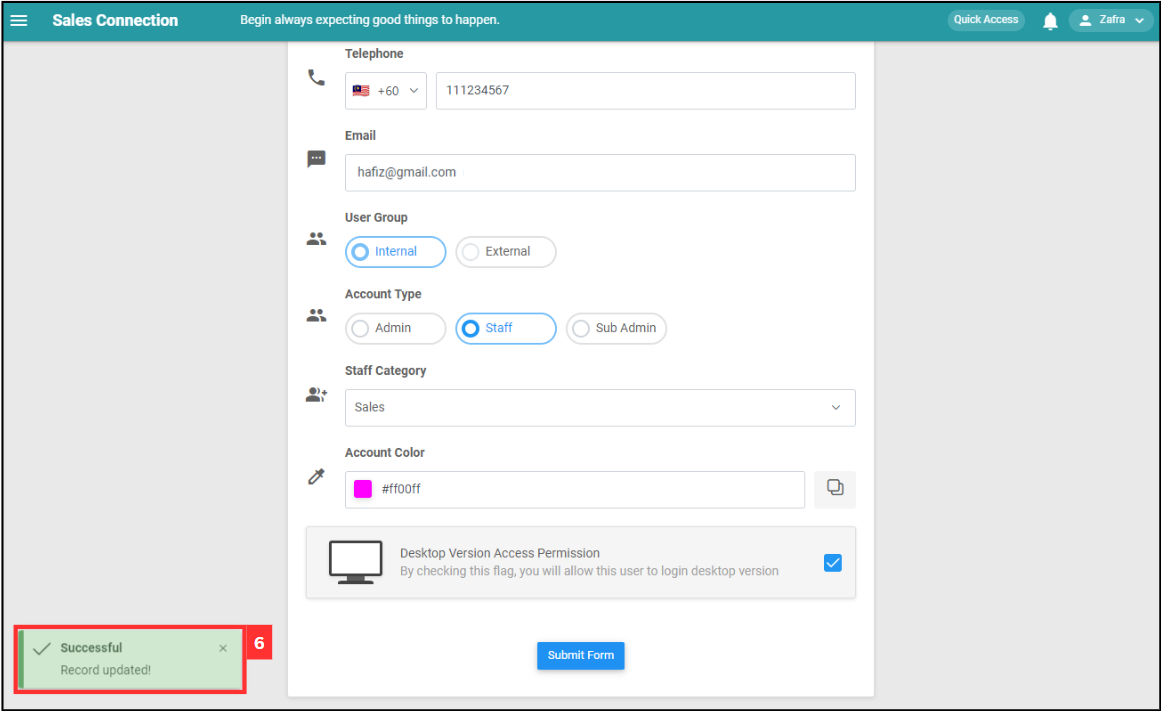 Sales Connection
Begin always expecting good things to happen.
Quick Access
Zafra
Telephone
+60
111234567
Email
hafiz@gmail.com
User Group
Internal
External
Account Type
Admin
Staff
Sub Admin
Staff Category
Sales
Account Color
#ff00ff
Desktop Version Access Permission
By checking this flag, you will allow this user to login desktop version
Successful
Record updated!
6
Submit Form